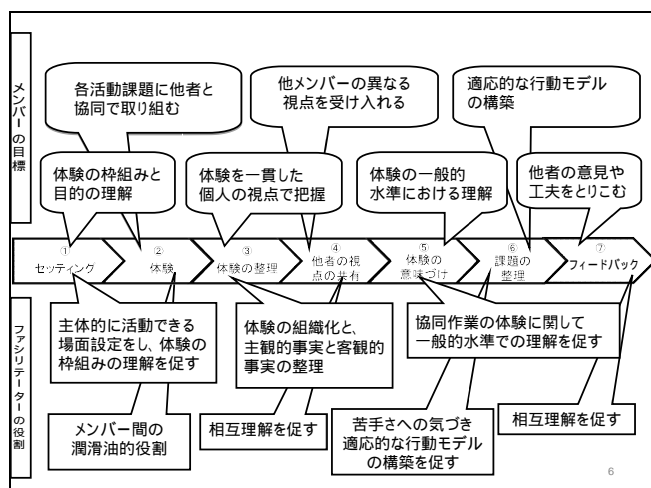 メンバーの目標
各活動課題に他者と
協同で取り組む
他メンバーの異なる
視点を受け入れる
適応的な行動モデル
の構築
体験の枠組みと
目的の理解
体験を一貫した
個人の視点で把握
体験の一般的
水準における理解
他者の意見や
工夫をとりこむ
①
セッティング
②
体験
③
体験の整理
④
他者の視
点の共有
⑤
体験の
意味づけ
⑥
課題の
整理
⑦
フィードバック
ファシリテーターの役割
主体的に活動できる
場面設定をし、体験の
枠組みの理解を促す
体験の組織化と、
主観的事実と客観的
事実の整理
協同作業の体験に関して
一般的水準での理解を促す
メンバー間の
潤滑油的役割
相互理解を促す
苦手さへの気づき
適応的な行動モデル
の構築を促す
相互理解を促す
6